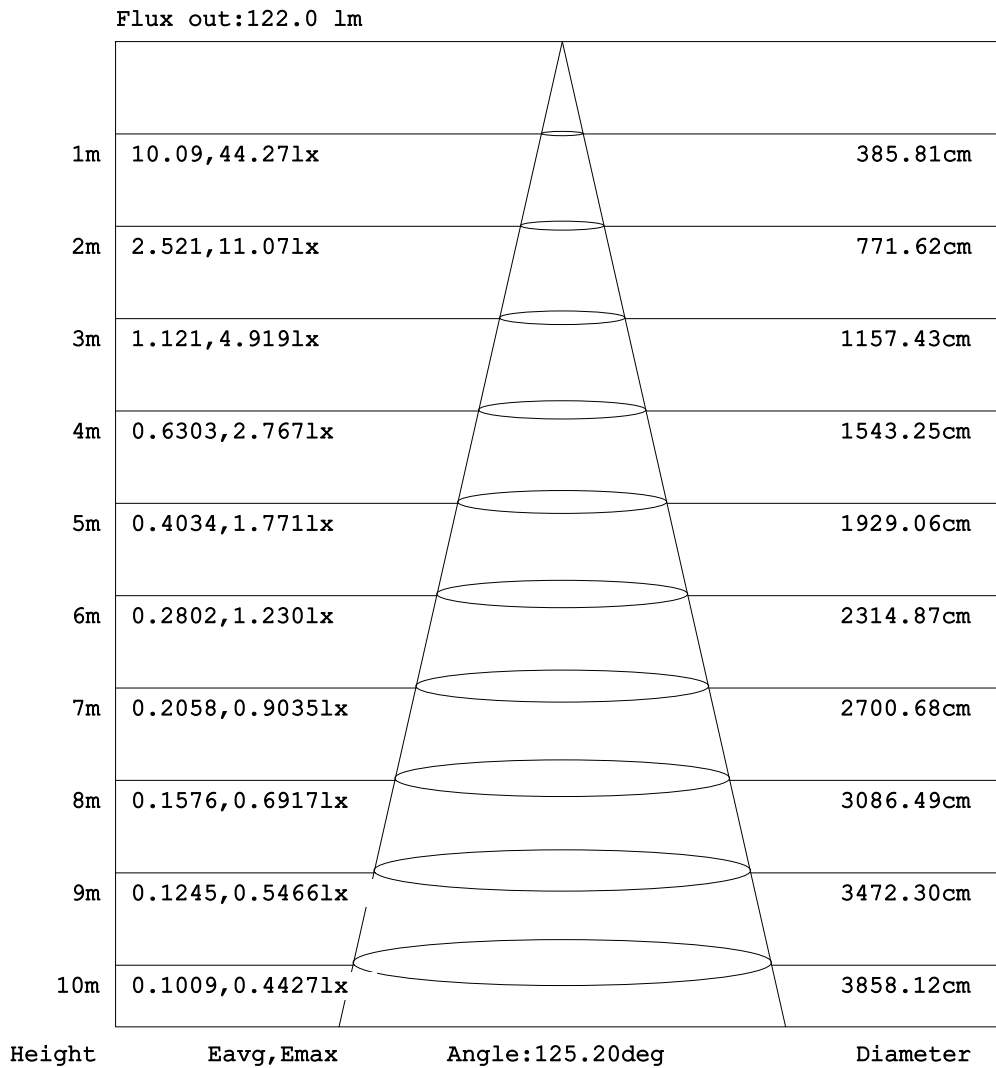 Flux out:122.0 lm
1m 10.09,44.27lx 385.81cm
2m 2.521,11.07lx 771.62cm
3m 1.121,4.919lx 1157.43cm
4m 0.6303,2.767lx 1543.25cm
5m 0.4034,1.771lx 1929.06cm
6m 0.2802,1.230lx 2314.87cm
7m 0.2058,0.9035lx 2700.68cm
8m 0.1576,0.6917lx 3086.49cm
9m 0.1245,0.5466lx 3472.30cm
10m 0.1009,0.4427lx 3858.12cm
Height Eavg,Emax Angle:125.20deg Diameter